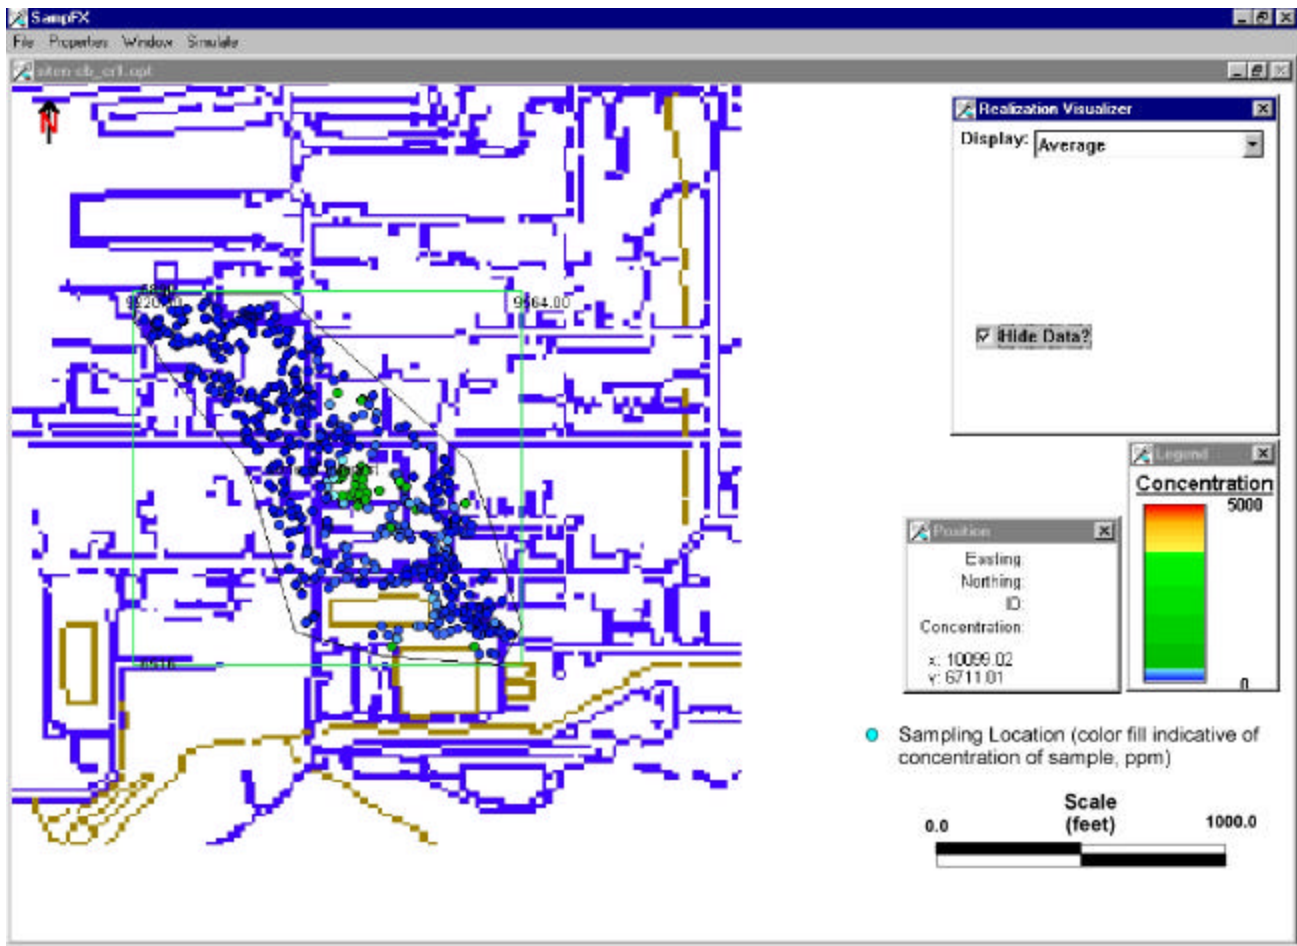 SampFX
File Properties Window Simulate
N
Realization Visualizer
Display: Average
9564.00
Hide Data?
Legend
Concentration
5000
0
Position
Easting:
Northing:
ID:
Concentration:
x: 10099.02
y: 6711.01
Sampling Location (color fill indicative of
concentration of sample, ppm)
Scale
(feet)
0.0
1000.0